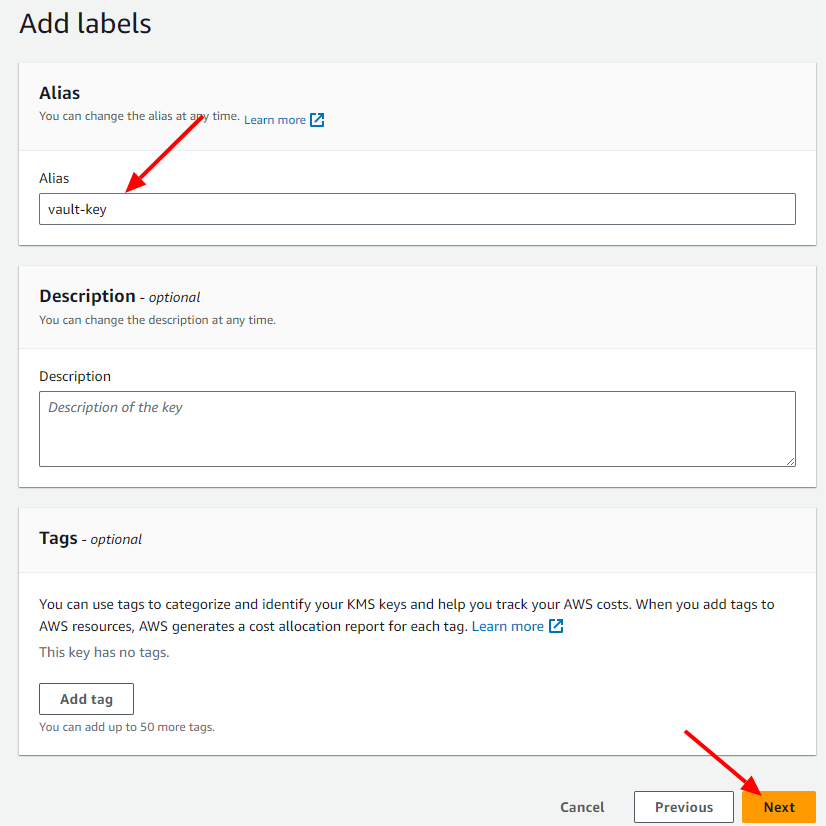 Add labels
Alias
You can change the alias at any time. Learn more
Alias
vault-key
Description - optional
You can change the description at any time.
Description
Description of the key
Tags - optional
You can use tags to categorize and identify your KMS keys and help you track your AWS costs. When you add tags to
AWS resources, AWS generates a cost allocation report for each tag. Learn more
This key has no tags.
Add tag
You can add up to 50 more tags.
Cancel Previous Next